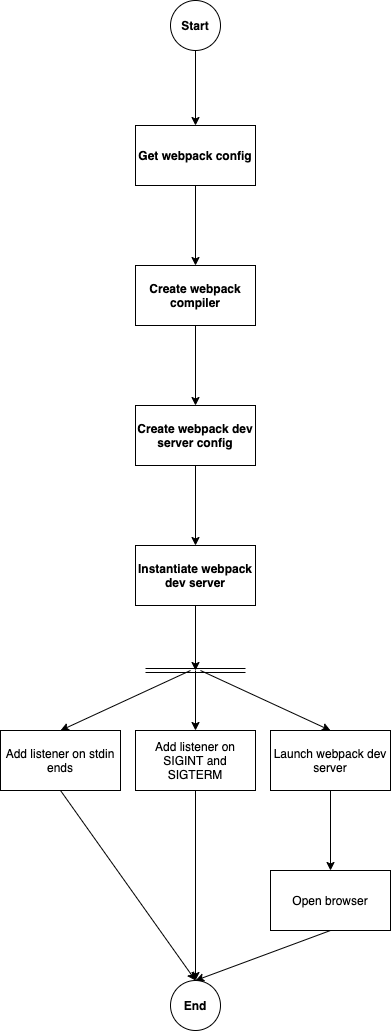 Start
Get webpack config
Create webpack
compiler
Create webpack dev
server config
Instantiate webpack
dev server
Add listener on stdin
ends
Add listener on
SIGINT and
SIGTERM
Launch webpack dev
server
Open browser
End